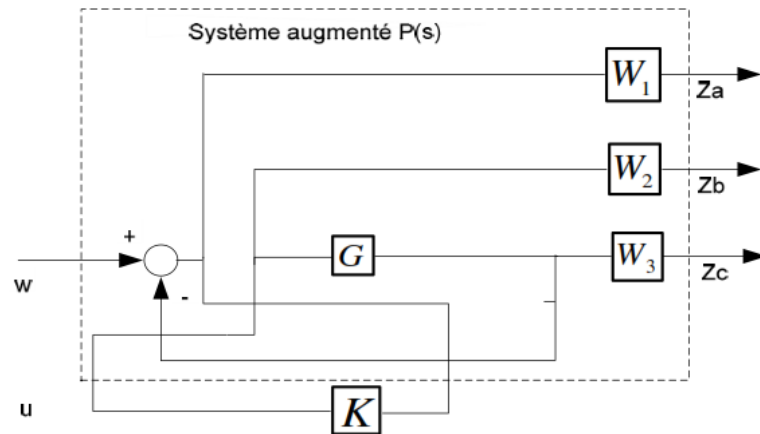 Système augmenté P(s)
W₁
Za
W₂
Zb
+
G
W₃
w
-
Zc
u
K